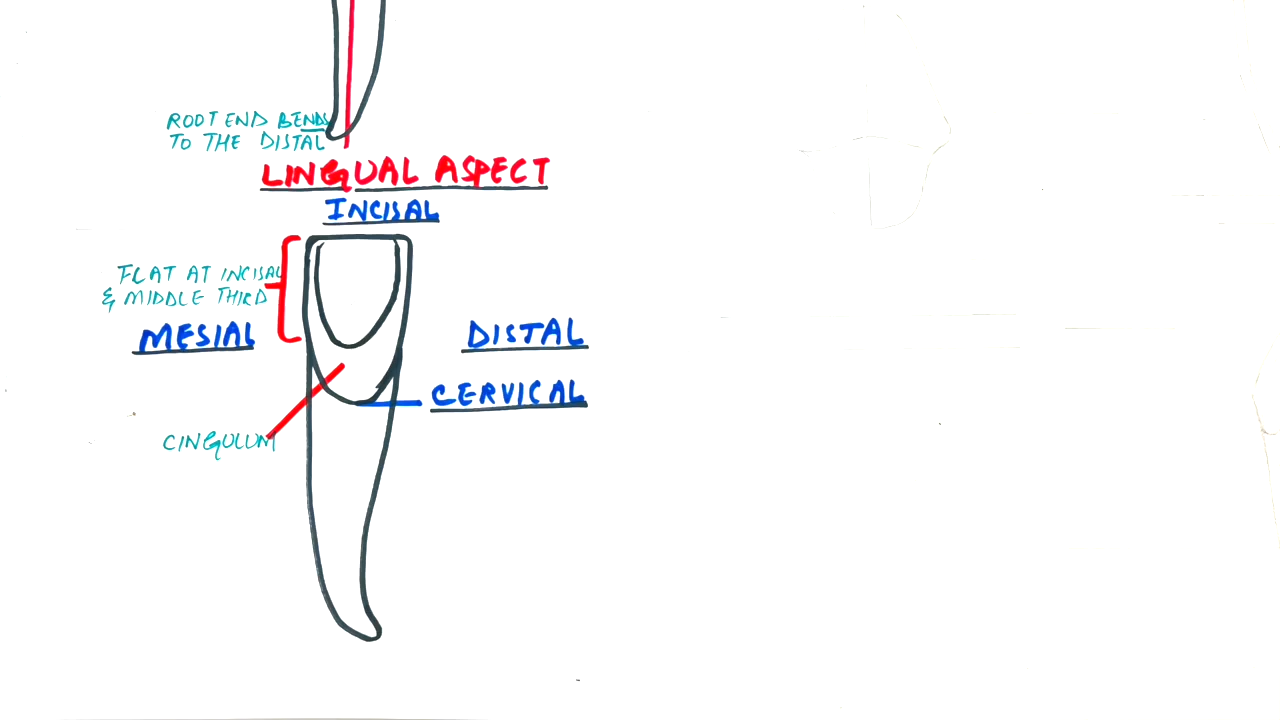 ROOT END BENDS
TO THE DISTAL
LINGUAL ASPECT
INCISAL
FLAT AT INCISAL
& MIDDLE THIRD
MESIAL
DISTAL
CERVICAL
CINGULUM